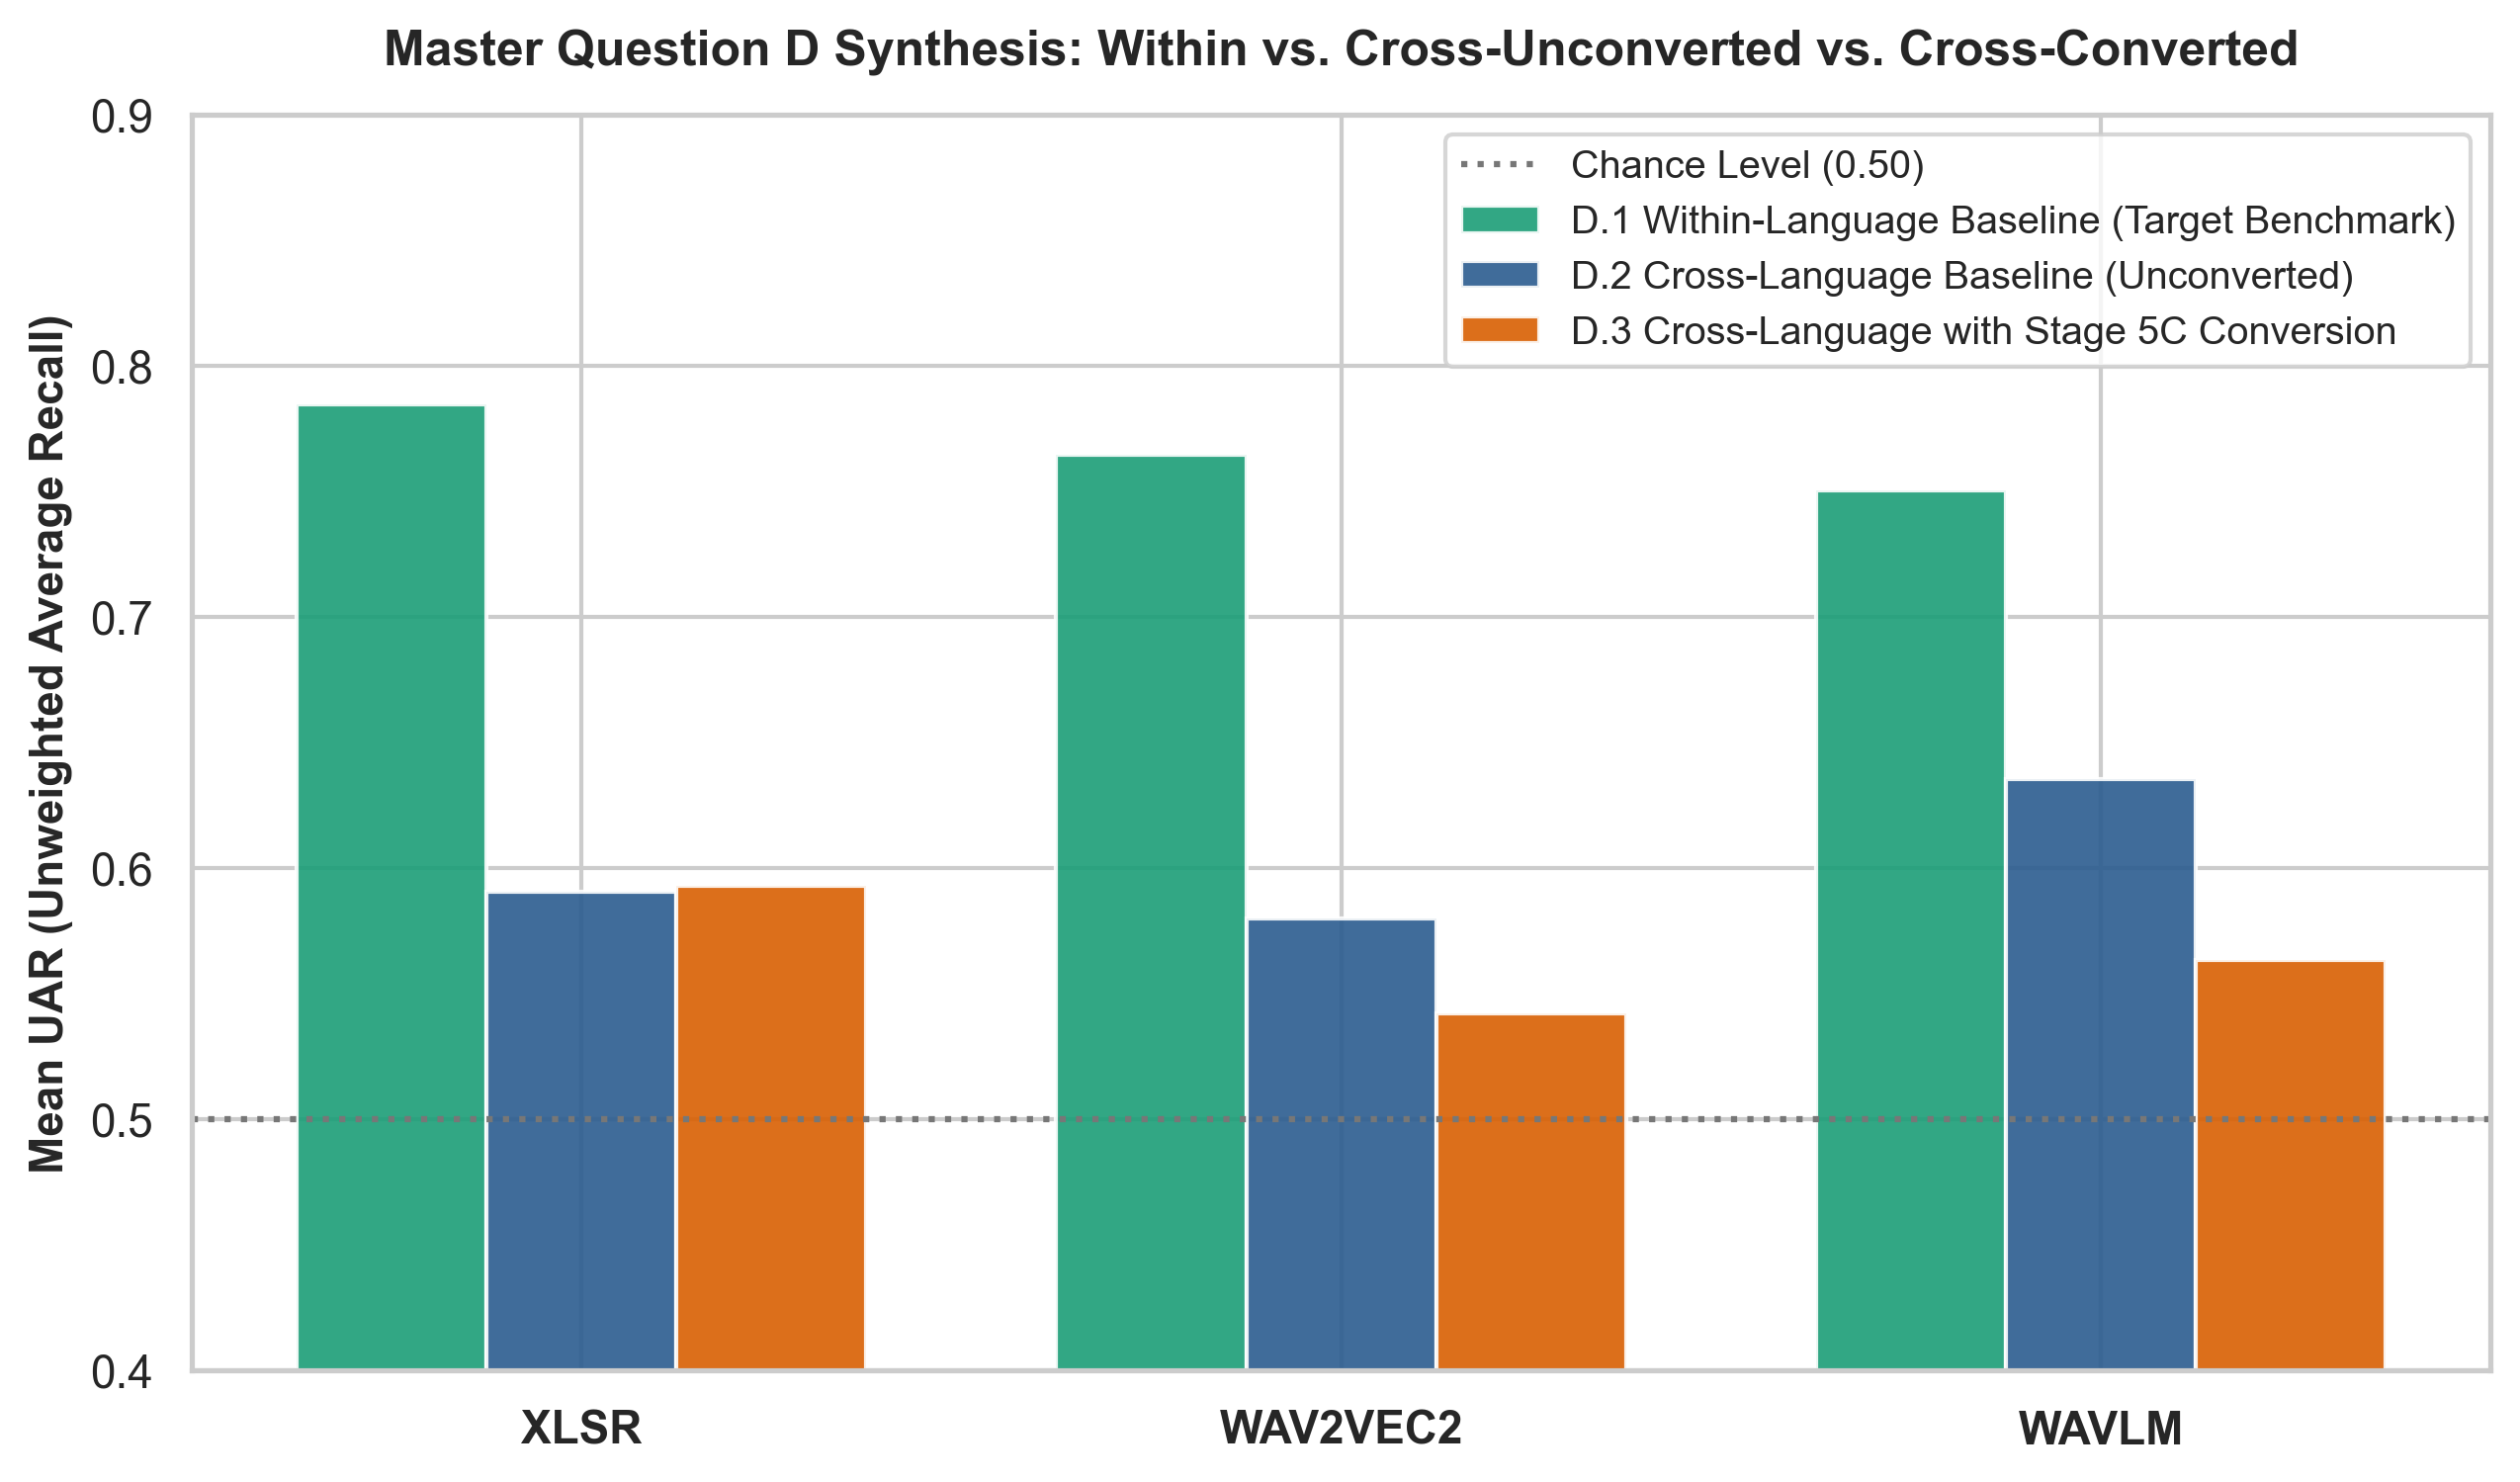 Master Question D Synthesis: Within vs. Cross-Unconverted vs. Cross-Converted
Mean UAR (Unweighted Average Recall)
0.9
0.8
0.7
0.6
0.5
0.4
Chance Level (0.50)
D.1 Within-Language Baseline (Target Benchmark)
D.2 Cross-Language Baseline (Unconverted)
D.3 Cross-Language with Stage 5C Conversion
XLSR
WAV2VEC2
WAVLM